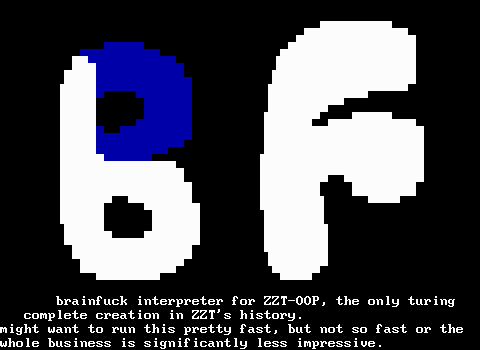 BF
brainfuck interpreter for ZZT-OOP, the only turing
complete creation in ZZT's history.
might want to run this pretty fast, but not so fast or the
whole business is significantly less impressive.